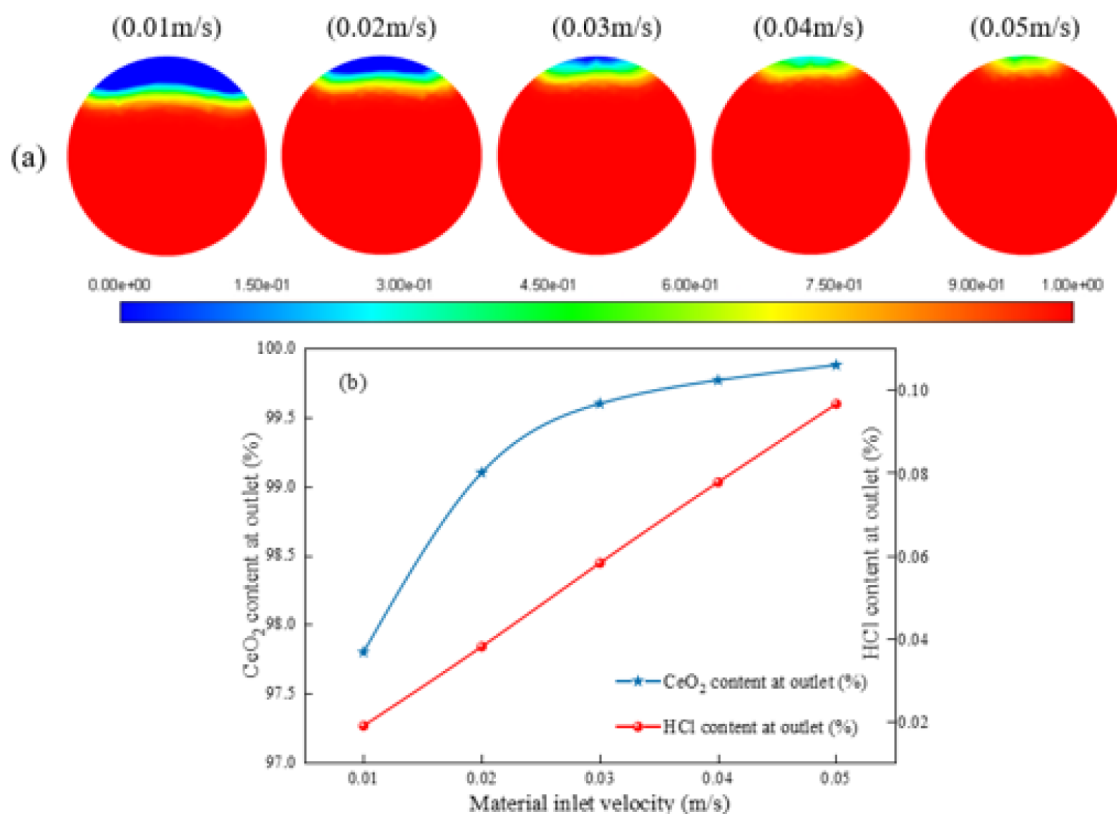 (0.01m/s) (0.02m/s) (0.03m/s) (0.04m/s) (0.05m/s)
(a)
0.00e+00 1.50e-01 3.00e-01 4.50e-01 6.00e-01 7.50e-01 9.00e-01 1.00e+00
(b)
CeO₂ content at outlet (%)
100.0
99.5
99.0
98.5
98.0
97.5
97.0
HCl content at outlet (%)
0.10
0.08
0.06
0.04
0.02
CeO₂ content at outlet (%)
HCl content at outlet (%)
0.01 0.02 0.03 0.04 0.05
Material inlet velocity (m/s)